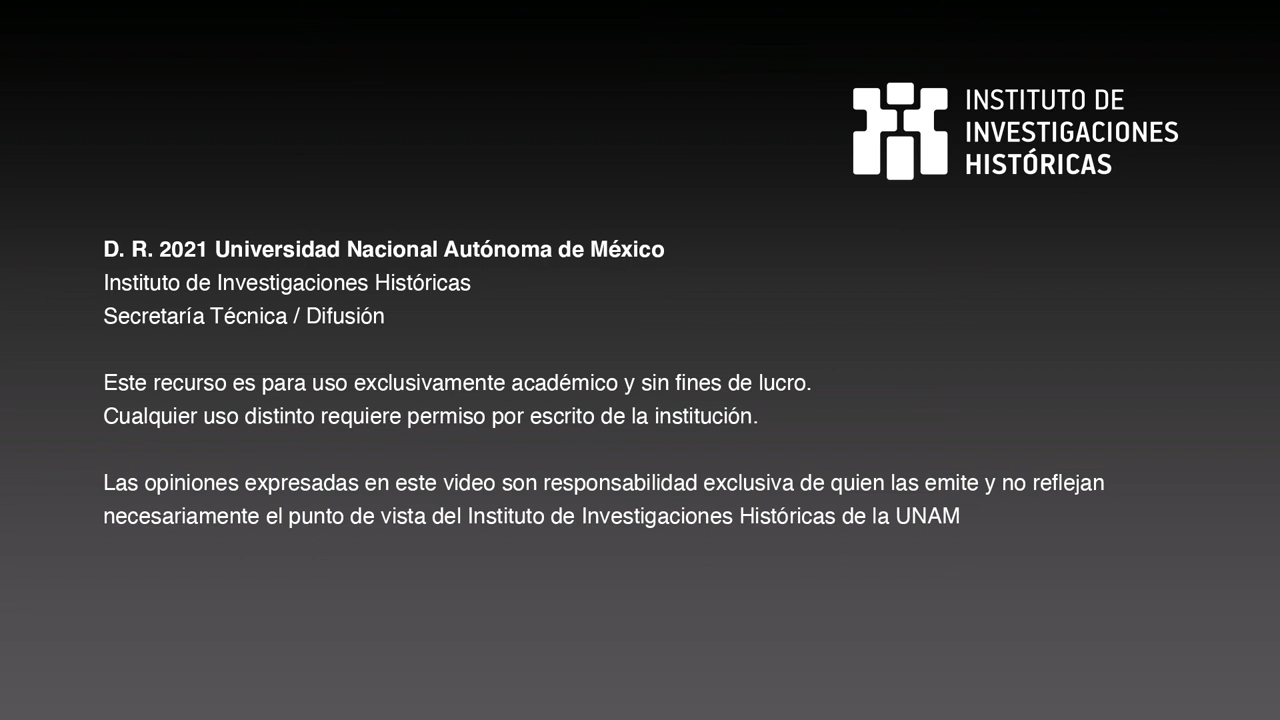 INSTITUTO DE
INVESTIGACIONES
HISTÓRICAS
D. R. 2021 Universidad Nacional Autónoma de México
Instituto de Investigaciones Históricas
Secretaría Técnica / Difusión
Este recurso es para uso exclusivamente académico y sin fines de lucro.
Cualquier uso distinto requiere permiso por escrito de la institución.
Las opiniones expresadas en este video son responsabilidad exclusiva de quien las emite y no reflejan
necesariamente el punto de vista del Instituto de Investigaciones Históricas de la UNAM